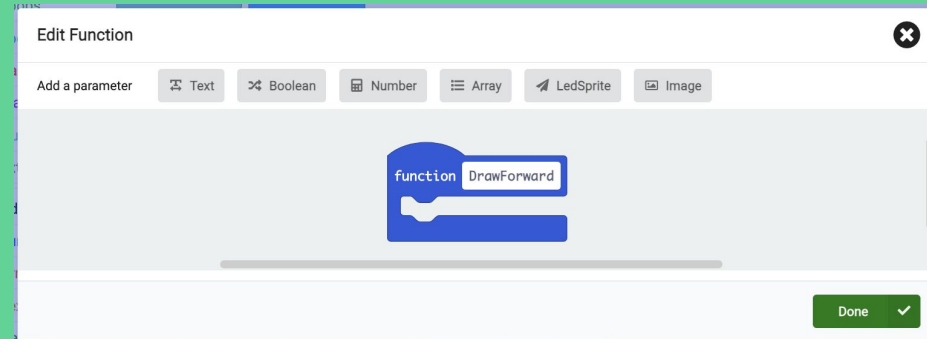 Edit Function
Add a parameter Text Boolean Number Array LedSprite Image
function DrawForward
Done